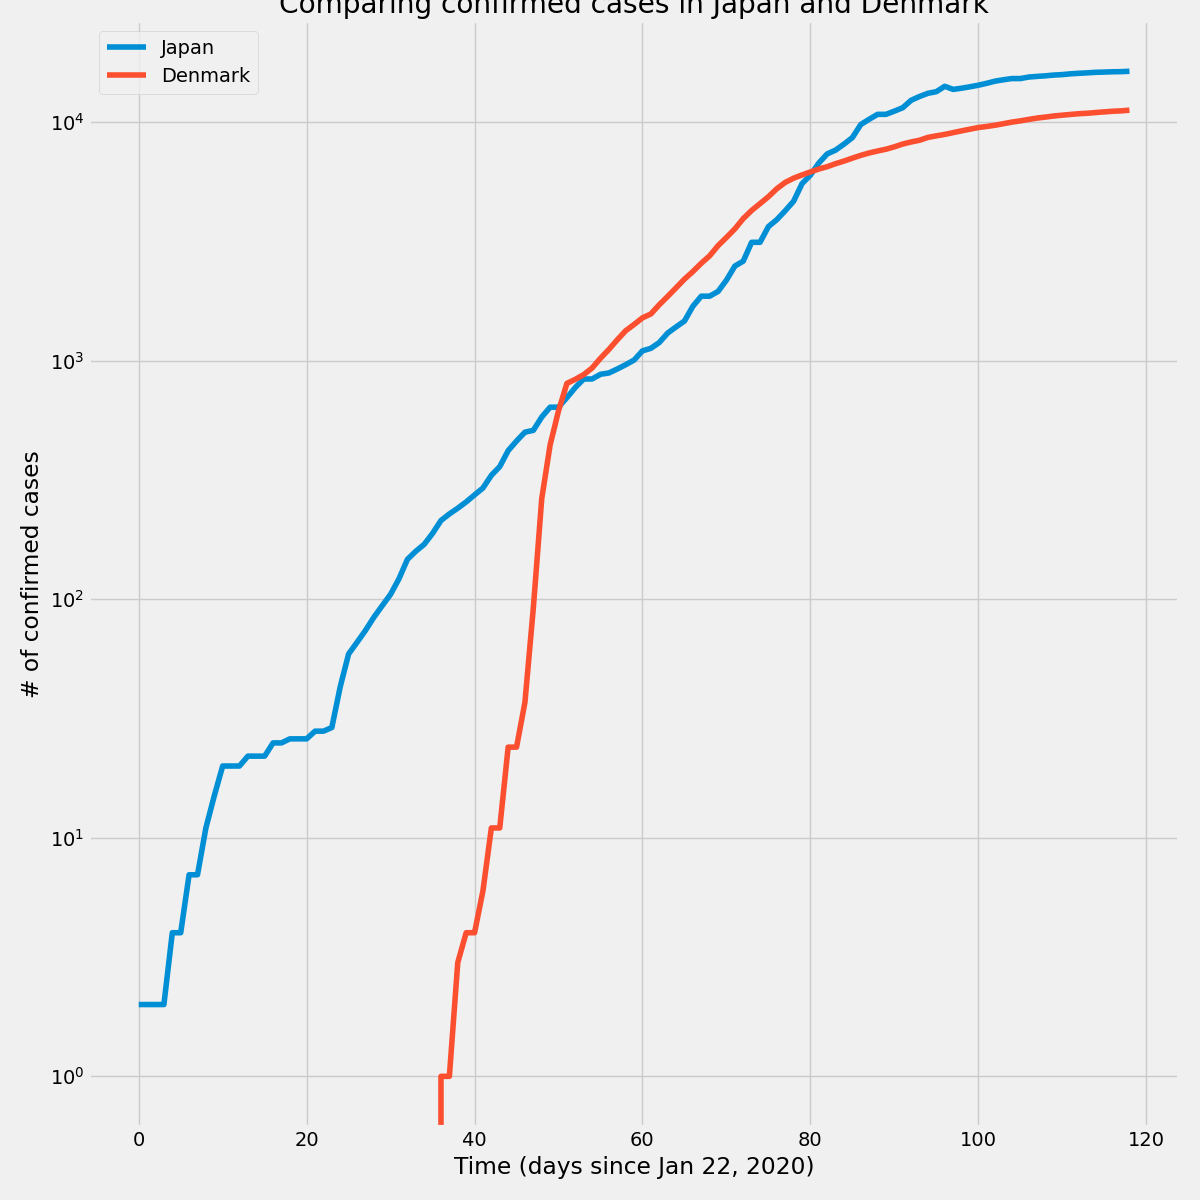 Comparing confirmed cases in Japan and Denmark
Japan
Denmark
10⁴
10³
10²
10¹
10⁰
# of confirmed cases
0 20 40 60 80 100 120
Time (days since Jan 22, 2020)